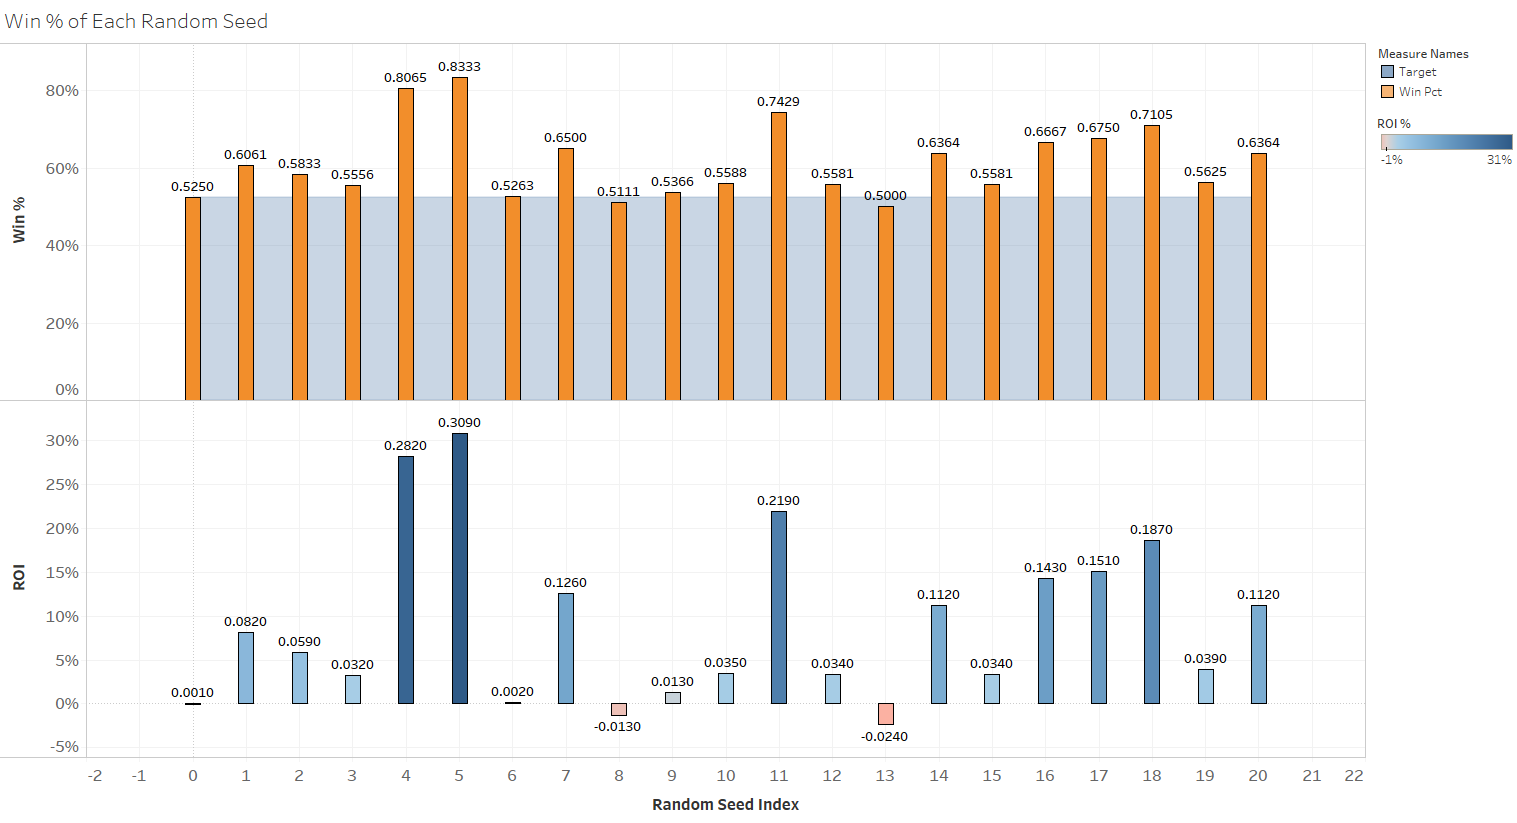 Win % of Each Random Seed
Measure Names
Target
Win Pct
ROI %
-1% 31%
Win %
80%
60%
40%
20%
0%
0.5250 0.6061 0.5833 0.5556 0.8065 0.8333 0.5263 0.6500 0.5111 0.5366 0.5588 0.7429 0.5581 0.5000 0.6364 0.5581 0.6667 0.6750 0.7105 0.5625 0.6364
ROI
30%
25%
20%
15%
10%
5%
0%
-5%
0.0010 0.0820 0.0590 0.0320 0.2820 0.3090 0.0020 0.1260 -0.0130 0.0130 0.0350 0.2190 0.0340 -0.0240 0.1120 0.0340 0.1430 0.1510 0.1870 0.0390 0.1120
-2 -1 0 1 2 3 4 5 6 7 8 9 10 11 12 13 14 15 16 17 18 19 20 21 22
Random Seed Index